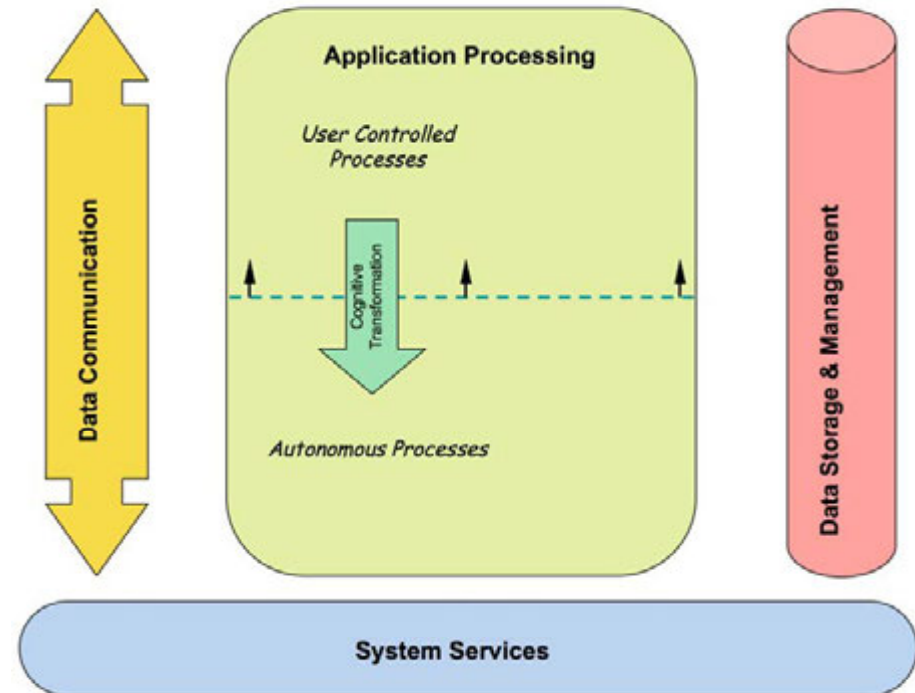 Application Processing
User Controlled
Processes
Cognitive
Transformation
Autonomous Processes
Data Communication
Data Storage & Management
System Services